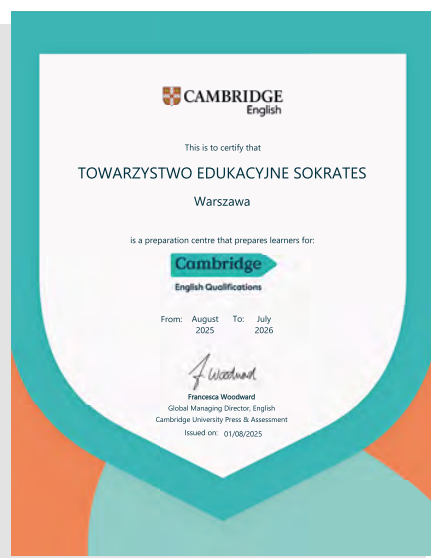 CAMBRIDGE
English
This is to certify that
TOWARZYSTWO EDUKACYJNE SOKRATES
Warszawa
is a preparation centre that prepares learners for:
Cambridge
English Qualifications
From: August 2025 To: July 2026
F Woodward
Francesca Woodward
Global Managing Director, English
Cambridge University Press & Assessment
Issued on: 01/08/2025